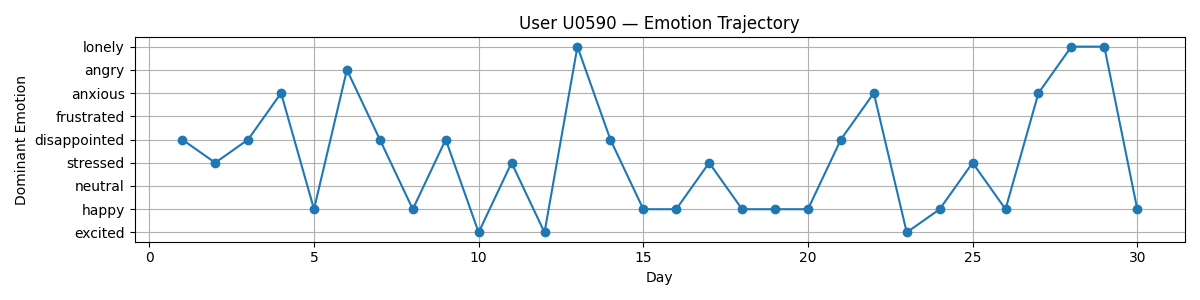 User U0590 — Emotion Trajectory
Dominant Emotion
lonely
angry
anxious
frustrated
disappointed
stressed
neutral
happy
excited
0 5 10 15 20 25 30
Day